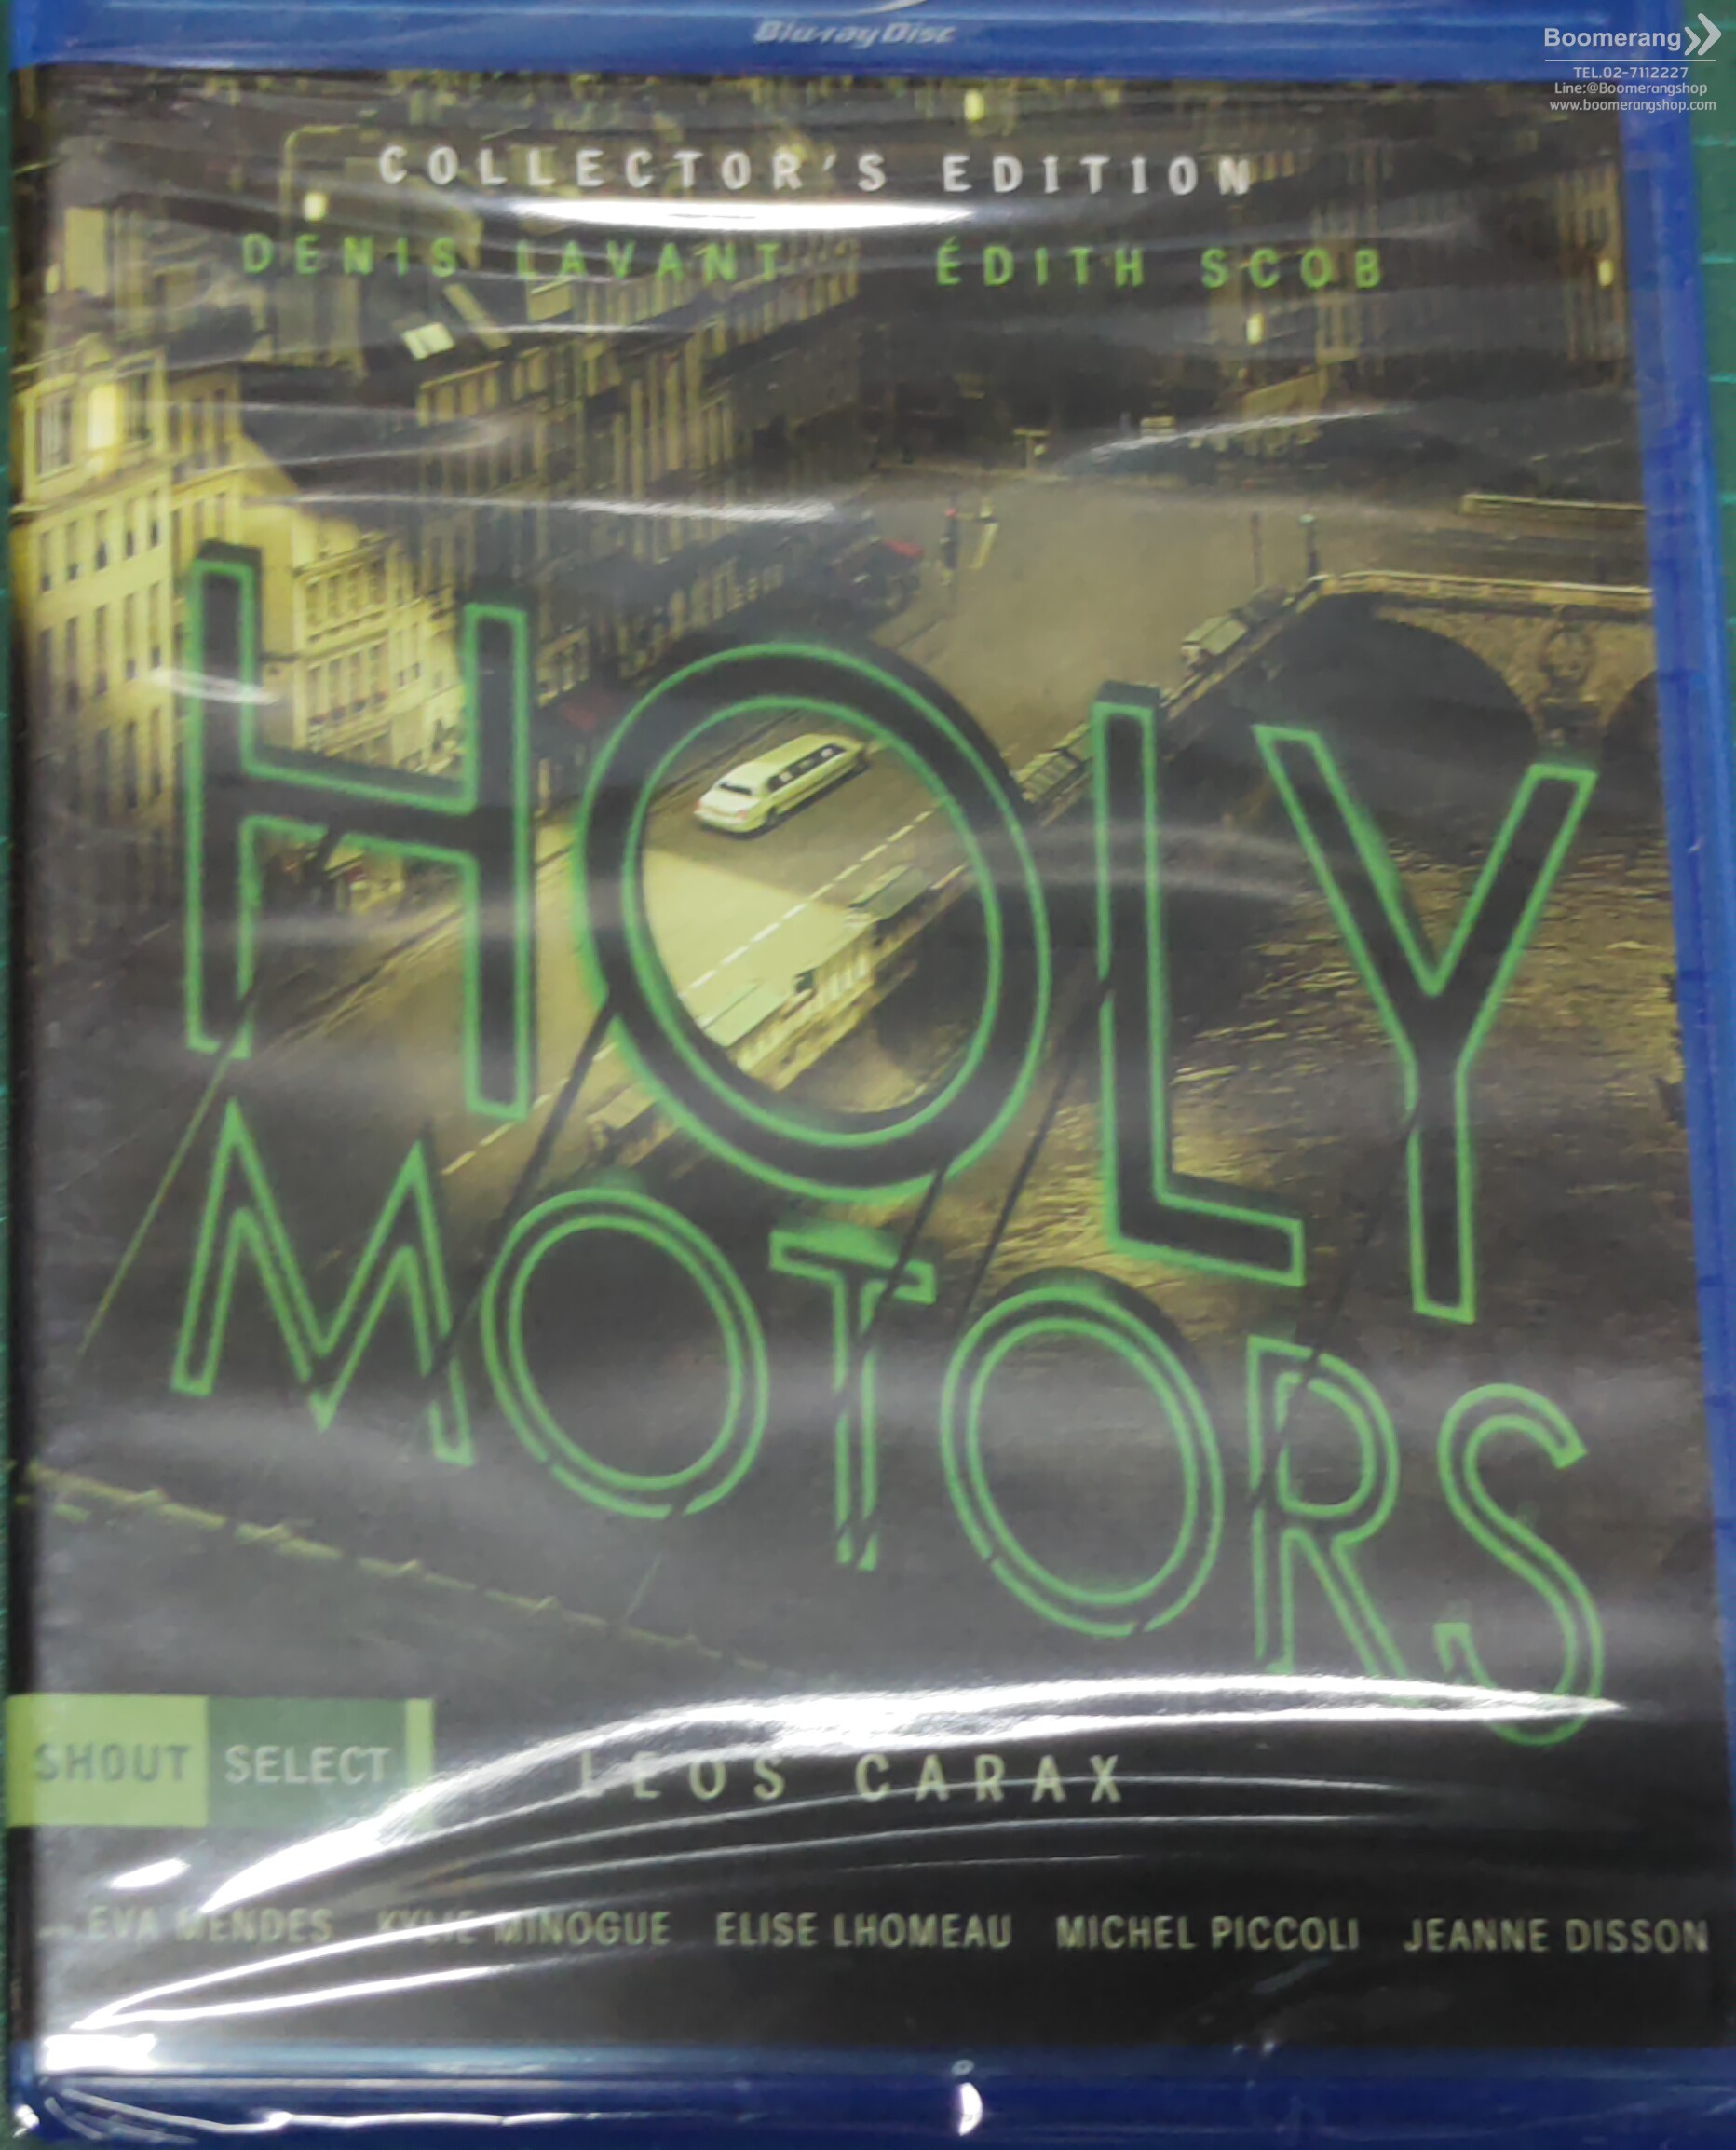 Blu-ray Disc
Boomerang
TEL.02-7112227
Line:@Boomerangshop
www.boomerangshop.com
COLLECTOR'S EDITION
DENIS LAVANT ÉDITH SCOB
HOLY
MOTORS
SHOUT SELECT
LEOS CARAX
EVA MENDES KYLIE MINOGUE ELISE LHOMEAU MICHEL PICCOLI JEANNE DISSON